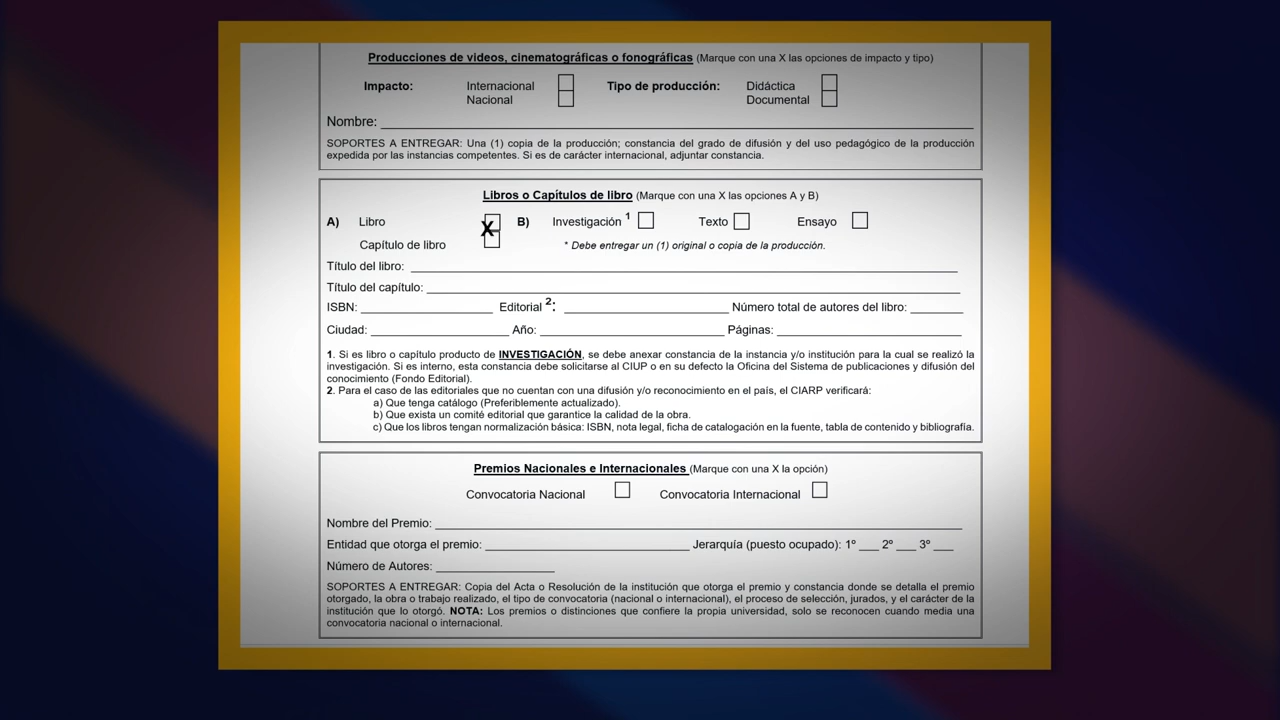 Producciones de videos, cinematográficas o fonográficas (Marque con una X las opciones de impacto y tipo)
Impacto: Internacional Tipo de producción: Didáctica
Nacional Documental
Nombre: ____
SOPORTES A ENTREGAR: Una (1) copia de la producción; constancia del grado de difusión y del uso pedagógico de la producción
expedida por las instancias competentes. Si es de carácter internacional, adjuntar constancia.
Libros o Capítulos de libro (Marque con una X las opciones A y B)
A) Libro X B) Investigación 1 Texto Ensayo
Capítulo de libro * Debe entregar un (1) original o copia de la producción.
Título del libro: ____
Título del capítulo: ____
ISBN: ____ Editorial 2: ____ Número total de autores del libro: ____
Ciudad: ____ Año: ____ Páginas: ____
1. Si es libro o capítulo producto de INVESTIGACIÓN, se debe anexar constancia de la instancia y/o institución para la cual se realizó la
investigación. Si es interno, esta constancia debe solicitarse al CIUP o en su defecto la Oficina del Sistema de publicaciones y difusión del
conocimiento (Fondo Editorial).
2. Para el caso de las editoriales que no cuentan con una difusión y/o reconocimiento en el país, el CIARP verificará:
a) Que tenga catálogo (Preferiblemente actualizado).
b) Que exista un comité editorial que garantice la calidad de la obra.
c) Que los libros tengan normalización básica: ISBN, nota legal, ficha de catalogación en la fuente, tabla de contenido y bibliografía.
Premios Nacionales e Internacionales (Marque con una X la opción)
Convocatoria Nacional Convocatoria Internacional
Nombre del Premio: ____
Entidad que otorga el premio: ____ Jerarquía (puesto ocupado): 1º ___ 2º ___ 3º ___
Número de Autores: ____
SOPORTES A ENTREGAR: Copia del Acta o Resolución de la institución que otorga el premio y constancia donde se detalla el premio
otorgado, la obra o trabajo realizado, el tipo de convocatoria (nacional o internacional), el proceso de selección, jurados, y el carácter de la
institución que lo otorgó. NOTA: Los premios o distinciones que confiere la propia universidad, solo se reconocen cuando media una
convocatoria nacional o internacional.